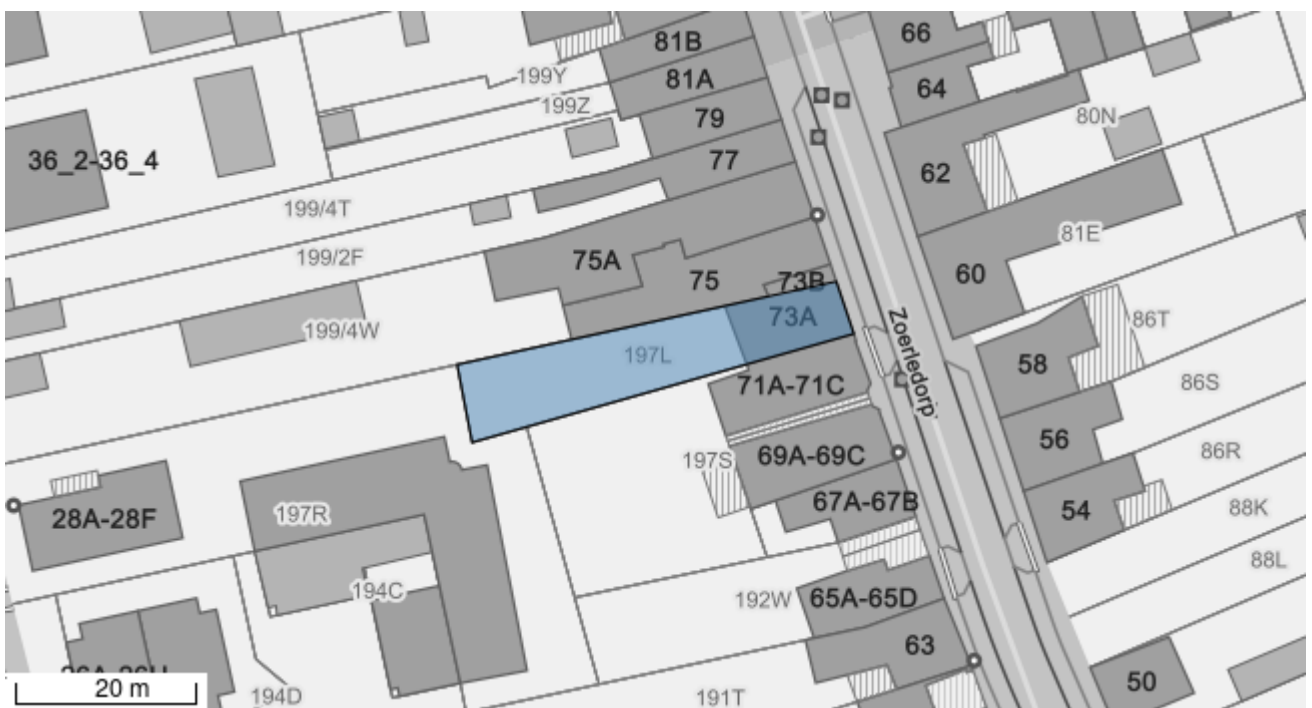 66
81B
199Y
81A
64
199Z
79
80N
36_2-36_4
77
62
199/4T
81E
199/2F
75A
60
75
73B
Zoerledorp
73A
86T
199/4W
197L
58
71A-71C
86S
56
69A-69C
197S
86R
67A-67B
54
28A-28F
197R
88K
88L
194C
192W
65A-65D
63
50
20 m
194D
191T